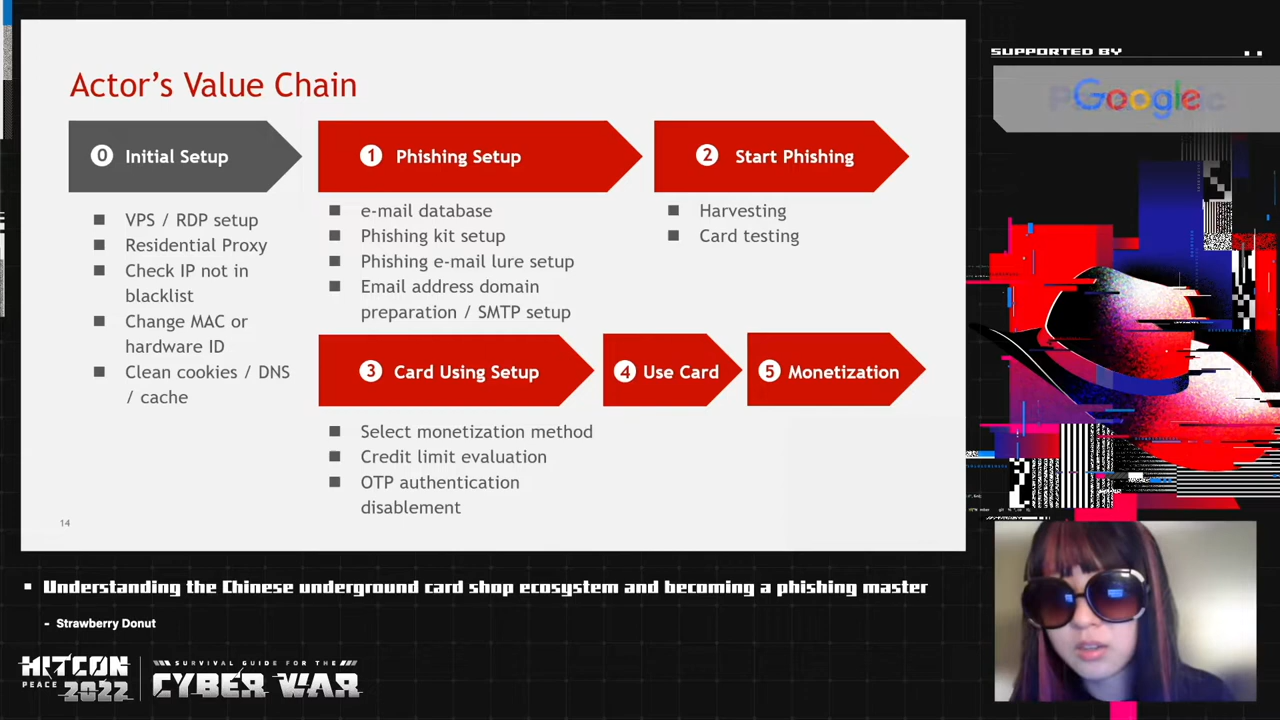 SUPPORTED BY
Google
Actor's Value Chain
0 Initial Setup
VPS / RDP setup
Residential Proxy
Check IP not in
blacklist
Change MAC or
hardware ID
Clean cookies / DNS
/ cache
1 Phishing Setup
e-mail database
Phishing kit setup
Phishing e-mail lure setup
Email address domain
preparation / SMTP setup
2 Start Phishing
Harvesting
Card testing
3 Card Using Setup
Select monetization method
Credit limit evaluation
OTP authentication
disablement
4 Use Card
5 Monetization
14
Understanding the Chinese underground card shop ecosystem and becoming a phishing master
- Strawberry Donut
HITCON
PEACE 2022
SURVIVAL GUIDE FOR THE
CYBER WAR